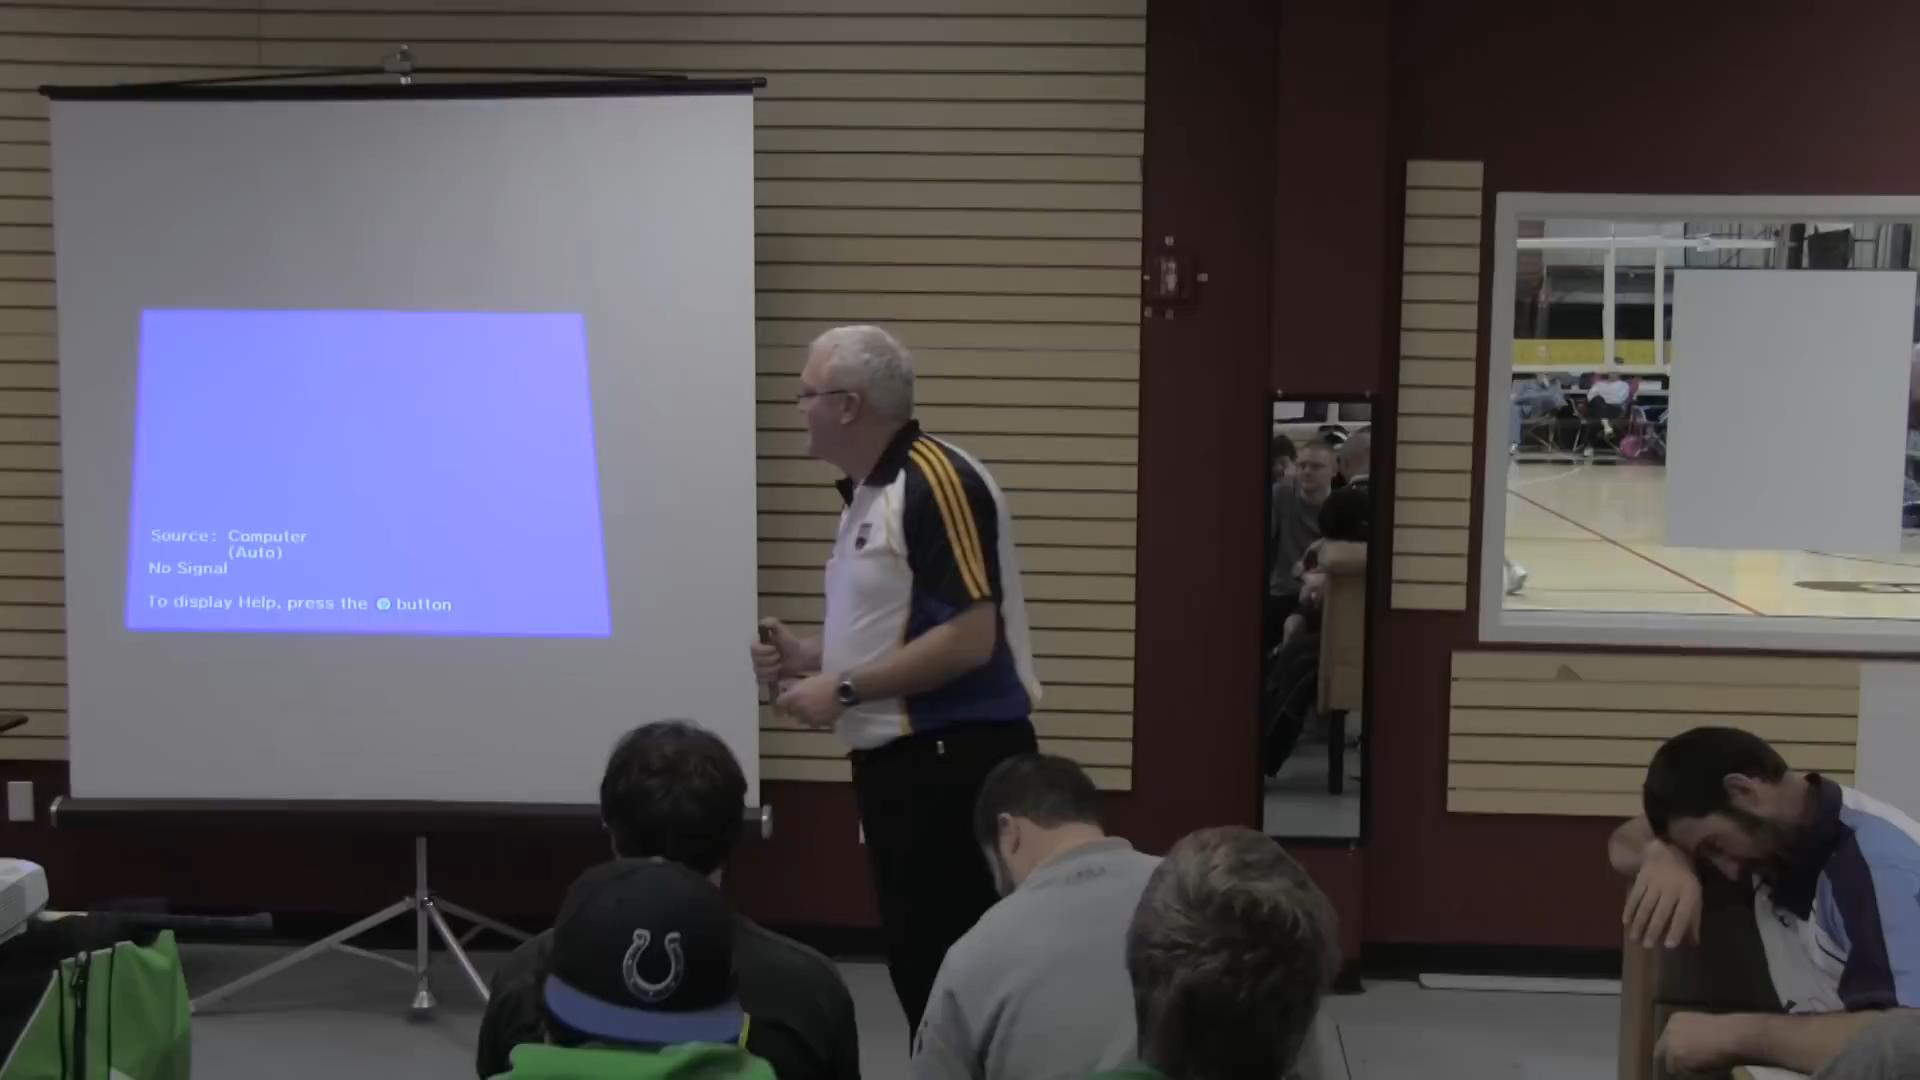 Source: Computer
(Auto)
No Signal
To display Help, press the button